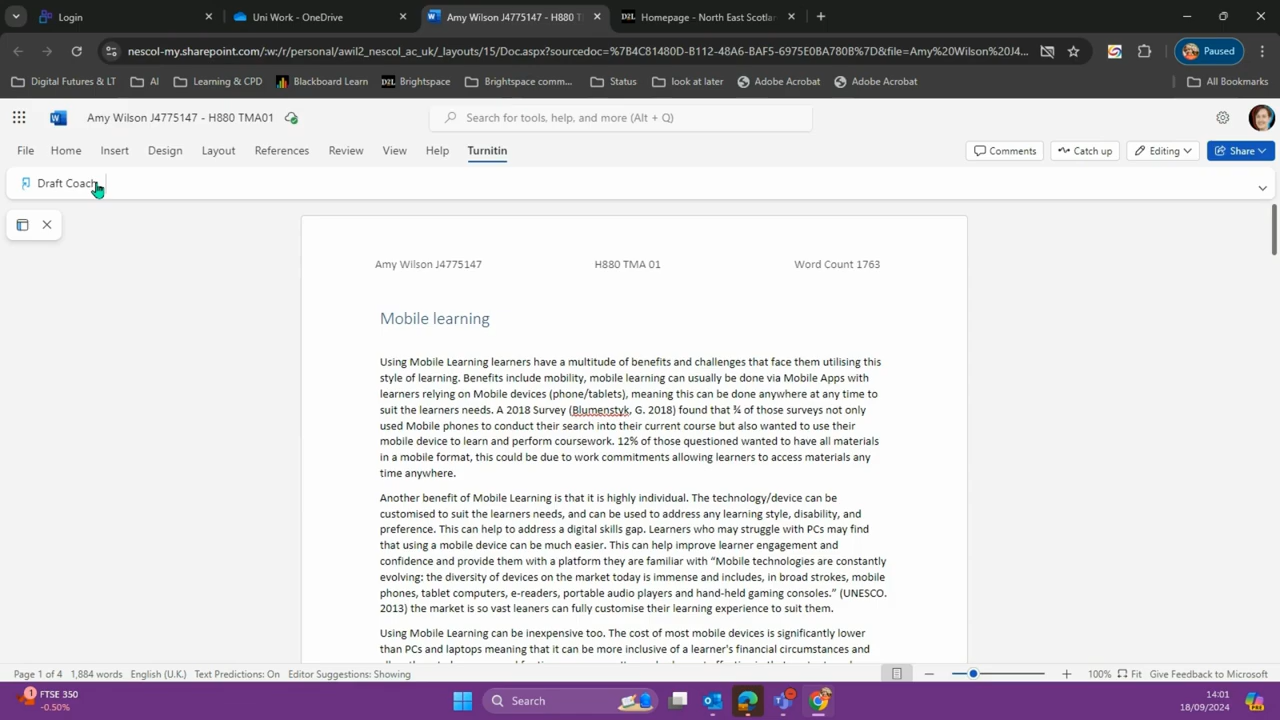 Login
Uni Work - OneDrive
Amy Wilson J4775147 - H880 T
D2L Homepage - North East Scotlan
nescol-my.sharepoint.com/:w:/r/personal/awil2_nescol_ac_uk/_layouts/15/Doc.aspx?sourcedoc=%7B4C81480D-B112-48A6-BAF5-6975E0BA780B%7D&file=Amy%20Wilson%20J4...
Paused
Digital Futures & LT
AI
Learning & CPD
Blackboard Learn
D2L Brightspace
Brightspace comm...
Status
look at later
Adobe Acrobat
Adobe Acrobat
All Bookmarks
Amy Wilson J4775147 - H880 TMA01
Search for tools, help, and more (Alt + Q)
File Home Insert Design Layout References Review View Help Turnitin
Comments Catch up Editing Share
Draft Coach
Amy Wilson J4775147 H880 TMA 01 Word Count 1763
Mobile learning
Using Mobile Learning learners have a multitude of benefits and challenges that face them utilising this
style of learning. Benefits include mobility, mobile learning can usually be done via Mobile Apps with
learners relying on Mobile devices (phone/tablets), meaning this can be done anywhere at any time to
suit the learners needs. A 2018 Survey (Blumenstyk, G. 2018) found that ¾ of those surveys not only
used Mobile phones to conduct their search into their current course but also wanted to use their
mobile device to learn and perform coursework. 12% of those questioned wanted to have all materials
in a mobile format, this could be due to work commitments allowing learners to access materials any
time anywhere.
Another benefit of Mobile Learning is that it is highly individual. The technology/device can be
customised to suit the learners needs, and can be used to address any learning style, disability, and
preference. This can help to address a digital skills gap. Learners who may struggle with PCs may find
that using a mobile device can be much easier. This can help improve learner engagement and
confidence and provide them with a platform they are familiar with “Mobile technologies are constantly
evolving: the diversity of devices on the market today is immense and includes, in broad strokes, mobile
phones, tablet computers, e-readers, portable audio players and hand-held gaming consoles.” (UNESCO.
2013) the market is so vast leaners can fully customise their learning experience to suit them.
Using Mobile Learning can be inexpensive too. The cost of most mobile devices is significantly lower
than PCs and laptops meaning that it can be more inclusive of a learner's financial circumstances and
Page 1 of 4 1,884 words English (U.K.) Text Predictions: On Editor Suggestions: Showing
100% Fit Give Feedback to Microsoft
1 FTSE 350
-0.50%
Search
14:01
18/09/2024